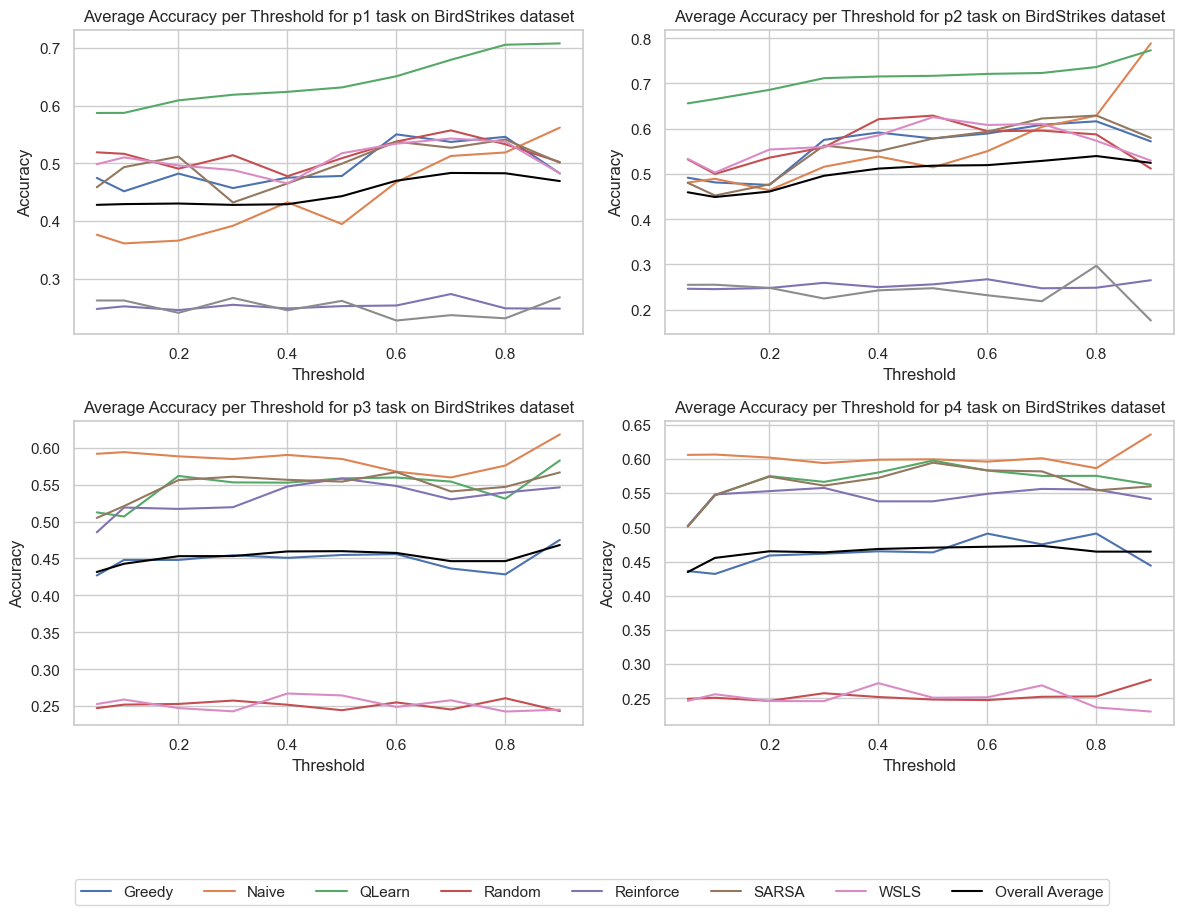 Average Accuracy per Threshold for p1 task on BirdStrikes dataset
0.7
0.6
0.5
0.4
0.3
Accuracy
0.2 0.4 0.6 0.8
Threshold
Average Accuracy per Threshold for p2 task on BirdStrikes dataset
0.8
0.7
0.6
0.5
0.4
0.3
0.2
Accuracy
0.2 0.4 0.6 0.8
Threshold
Average Accuracy per Threshold for p3 task on BirdStrikes dataset
0.60
0.55
0.50
0.45
0.40
0.35
0.30
0.25
Accuracy
0.2 0.4 0.6 0.8
Threshold
Average Accuracy per Threshold for p4 task on BirdStrikes dataset
0.65
0.60
0.55
0.50
0.45
0.40
0.35
0.30
0.25
Accuracy
0.2 0.4 0.6 0.8
Threshold
Greedy Naive QLearn Random Reinforce SARSA WSLS Overall Average